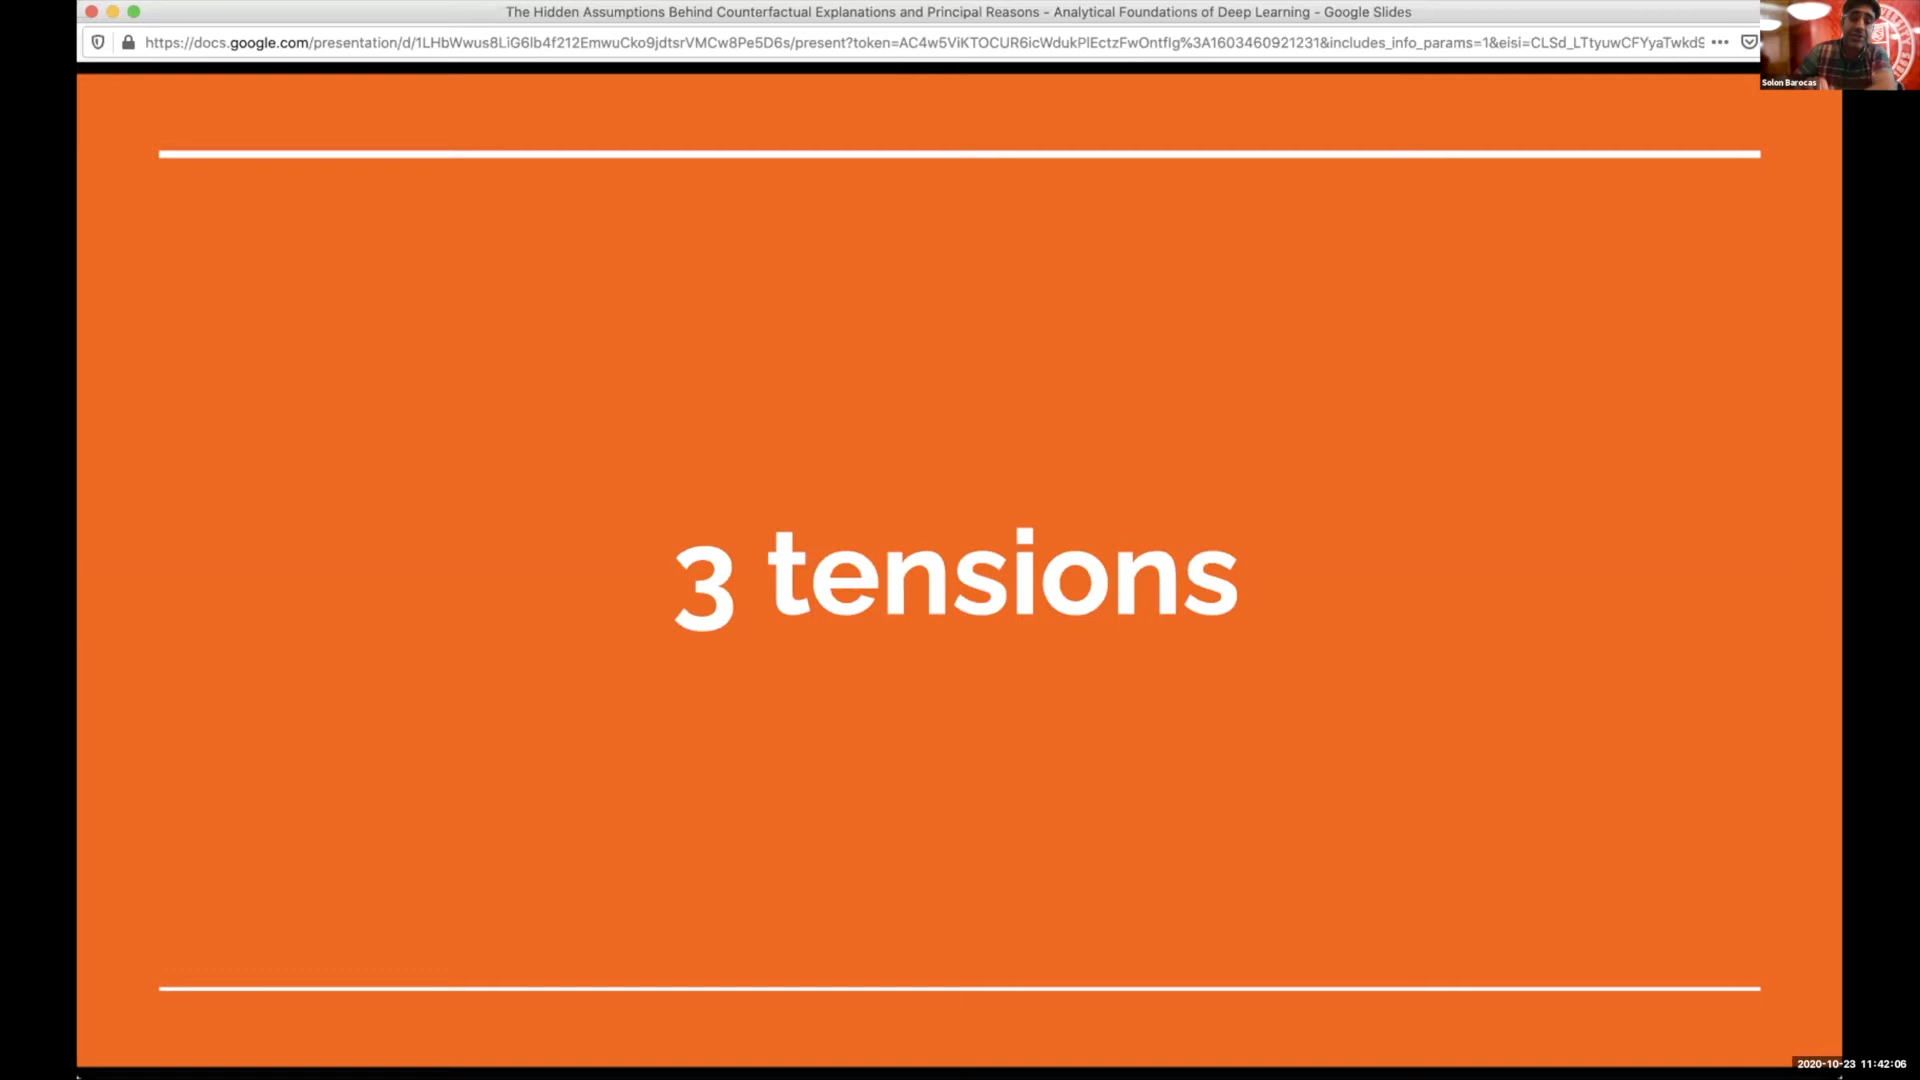 The Hidden Assumptions Behind Counterfactual Explanations and Principal Reasons - Analytical Foundations of Deep Learning - Google Slides
https://docs.google.com/presentation/d/1LHbWwus8LiG6lb4f212EmwuCko9jdtsrVMCw8Pe5D6s/present?token=AC4w5ViKTOCUR6icWdukPlEctzFwOntfIg%3A1603460921231&includes_info_params=1&eisi=CLSd_LTtyuwCFYyaTwkdS
Solon Barocas
3 tensions
2020-10-23 11:42:06